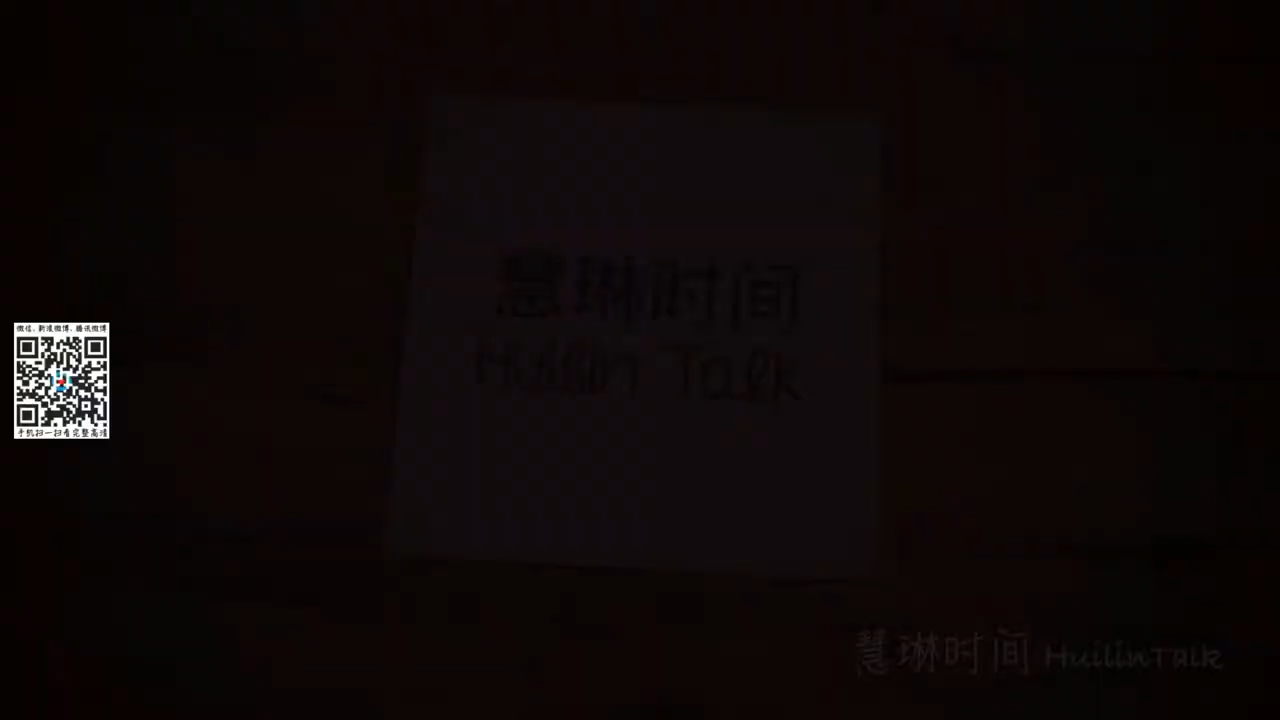 慧琳时间
Huilin Talk
微信、新浪微博、腾讯微博
手机扫一扫看完整高清
慧琳时间 HuilinTalk